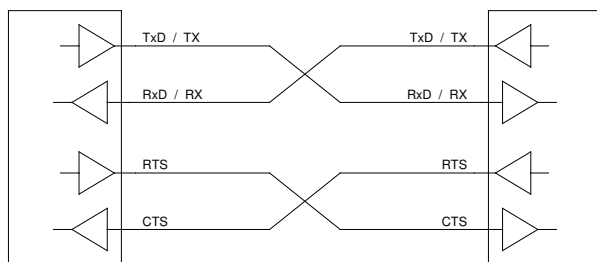 TxD / TX TxD / TX
RxD / RX RxD / RX
RTS RTS
CTS CTS